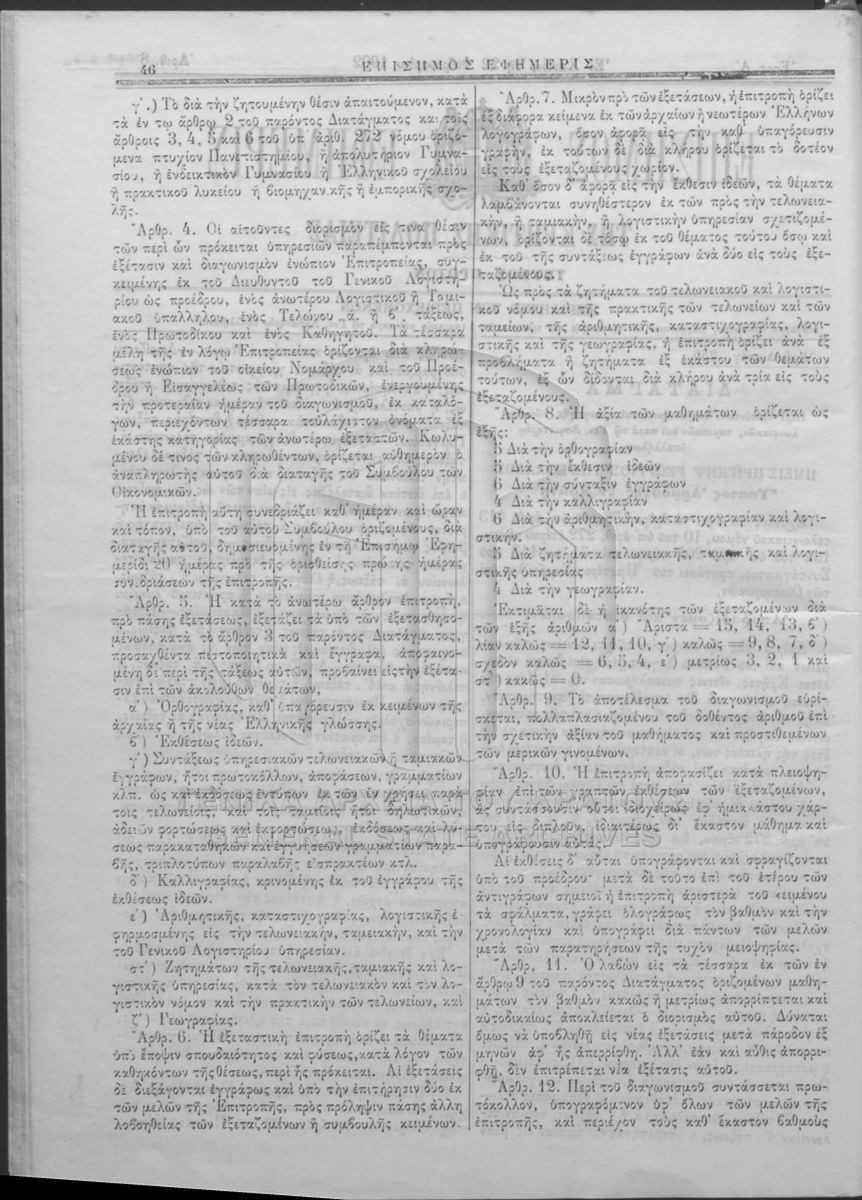 46
ΕΠΙΣΗΜΟΣ ΕΦΗΜΕΡΙΣ
γ΄.) Τὸ διὰ τὴν ζητουμένην θέσιν ἀπαιτούμενον, κατὰ
τὰ ἐν τῳ ἄρθρῳ 2 τοῦ παρόντος Διατάγματος καὶ τοῖς
ἄρθροις 3, 4, 5 καὶ 6 τοῦ ὑπ᾿ ἀριθ. 272 νόμου ὁριζό-
μενα πτυχίον Πανεπιστημίου, ἢ ἀπολυτήριον Γυμνα-
σίου, ἢ ἐνδεικτικὸν Γυμνασίου ἢ Ἑλληνικοῦ σχολείου
ἢ πρακτικοῦ λυκείου ἢ βιομηχανικῆς ἢ ἐμπορικῆς σχο-
λῆς.
Ἄρθρ. 4. Οἱ αἰτοῦντες διορισμὸν εἴς τινα θέσιν
τῶν περὶ ὧν πρόκειται ὑπηρεσιῶν παραπέμπονται πρὸς
ἐξέτασιν καὶ διαγωνισμὸν ἐνώπιον Ἐπιτροπείας, συγ-
κειμένης ἐκ τοῦ Διευθυντοῦ τοῦ Γενικοῦ Λογιστη-
ρίου ὡς προέδρου, ἑνὸς ἀνωτέρου Λογιστικοῦ ἢ Ταμι-
ακοῦ ὑπαλλήλου, ἑνὸς Τελώνου α΄. ἢ β΄. τάξεως,
ἑνὸς Πρωτοδίκου καὶ ἑνὸς Καθηγητοῦ. Τὰ τέσσαρα
μέλη τῆς ἐν λόγῳ Ἐπιτροπείας ὁρίζονται διὰ κληρώ-
σεως ἐνώπιον τοῦ οἰκείου Νομάρχου καὶ τοῦ Προέ-
δρου ἢ Εἰσαγγελέως τῶν Πρωτοδικῶν, ἐνεργουμένης
τὴν προτεραίαν ἡμέραν τοῦ διαγωνισμοῦ, ἐκ καταλό-
γων, περιεχόντων τέσσαρα τοὐλάχιστον ὀνόματα ἐξ
ἑκάστης κατηγορίας τῶν ἀνωτέρω ἐξεταστῶν. Κωλυ-
μένου δέ τινος τῶν κληρωθέντων, ὁρίζεται αὐθημερὸν ὁ
ἀναπληρωτὴς αὐτοῦ διὰ διαταγῆς τοῦ Συμβούλου τῶν
Οἰκονομικῶν.
Ἡ ἐπιτροπὴ αὕτη συνεδριάζει καθ᾿ ἡμέραν καὶ ὥραν
καὶ τόπον, ὑπὸ τοῦ αὐτοῦ Συμβούλου ὁριζομένους, διὰ
διαταγῆς αὐτοῦ, δημοσιευομένης ἐν τῇ Ἐπισήμῳ Ἐφη-
μερίδι 20 ἡμέρας πρὸ τῆς ὁρισθείσης πρώτης ἡμέρας
συνεδριάσεων τῆς ἐπιτροπῆς.
Ἄρθρ. 5. Ἡ κατὰ τὸ ἀνωτέρω ἄρθρον ἐπιτροπή,
πρὸ πάσης ἐξετάσεως, ἐξετάζει τὰ ὑπὸ τῶν ἐξετασθησο-
μένων, κατὰ τὸ ἄρθρον 3 τοῦ παρόντος Διατάγματος,
προσαχθέντα πιστοποιητικὰ καὶ ἔγγραφα, ἀποφαινο-
μένη δὲ περὶ τῆς τάξεως αὐτῶν, προβαίνει εἰς τὴν ἐξέτα-
σιν ἐπὶ τῶν ἀκολούθων θεμάτων,
α΄) Ὀρθογραφίας, καθ᾿ ὑπαγόρευσιν ἐκ κειμένων τῆς
ἀρχαίας ἢ τῆς νέας Ἑλληνικῆς γλώσσης.
β΄) Ἐκθέσεως ἰδεῶν.
γ΄) Συντάξεως ὑπηρεσιακῶν τελωνειακῶν ἢ ταμιακῶν
ἐγγράφων, ἤτοι πρωτοκόλλων, ἀποφάσεων, γραμματίων
κλπ. ὡς καὶ ἐκδόσεως ἐντύπων ἐκ τῶν ἐν χρήσει παρὰ
τοῖς τελωνείοις, καὶ τοῖς ταμείοις ἤτοι δηλωτικῶν,
ἀδειῶν φορτώσεως καὶ ἐκφορτώσεως, ἐκδόσεως καὶ λύ-
σεως παρακαταθηκῶν καὶ ἐγγυήσεων γραμματίων παρα-
βῆς, τριπλοτύπων παραλαβῆς εἰσπρακτέων κτλ.
δ΄) Καλλιγραφίας, κρινομένης ἐκ τοῦ ἐγγράφου τῆς
ἐκθέσεως ἰδεῶν.
ε΄) Ἀριθμητικῆς, καταστιχογραφίας, λογιστικῆς ἐ-
φηρμοσμένης εἰς τὴν τελωνειακήν, ταμειακήν, καὶ τὴν
τοῦ Γενικοῦ Λογιστηρίου ὑπηρεσίαν.
στ΄) Ζητημάτων τῆς τελωνειακῆς, ταμιακῆς καὶ λο-
γιστικῆς ὑπηρεσίας, κατὰ τὸν τελωνειακὸν καὶ τὸν λο-
γιστικὸν νόμον καὶ τὴν πρακτικὴν τῶν τελωνείων, καὶ
ζ΄) Γεωγραφίας.
Ἄρθρ. 6. Ἡ ἐξεταστικὴ ἐπιτροπὴ ὁρίζει τὰ θέματα
ὑπὸ ἔποψιν σπουδαιότητος καὶ φύσεως, κατὰ λόγον τῶν
καθηκόντων τῆς θέσεως, περὶ ἧς πρόκειται. Αἱ ἐξετάσεις
δὲ διεξάγονται ἐγγράφως καὶ ὑπὸ τὴν ἐπιτήρησιν δύο ἐκ
τῶν μελῶν τῆς Ἐπιτροπῆς, πρὸς πρόληψιν πάσης ἀλλη
λοβοηθείας τῶν ἐξεταζομένων ἢ συμβουλῆς κειμένων.
Ἄρθρ. 7. Μικρὸν πρὸ τῶν ἐξετάσεων, ἡ ἐπιτροπὴ ὁρίζει
ἐξ διάφορα κείμενα ἐκ τῶν ἀρχαίων ἢ νεωτέρων Ἑλλήνων
λογογράφων, ὅσον ἀφορᾷ εἰς τὴν καθ᾿ ὑπαγόρευσιν
γραφήν, ἐκ τούτων δὲ διὰ κλήρου ὁρίζεται τὸ δοτέον
εἰς τοὺς ἐξεταζομένους χωρίον.
Καθ᾿ ὅσον δ᾿ ἀφορᾷ εἰς τὴν ἔκθεσιν ἰδεῶν, τὰ θέματα
λαμβάνονται συνηθέστερον ἐκ τῶν πρὸς τὴν τελωνεια-
κήν, ἢ ταμιακήν, ἢ λογιστικὴν ὑπηρεσίαν σχετιζομέ-
νων, ὁρίζονται δὲ τόσῳ ἐκ τοῦ θέματος τούτου ὅσῳ καὶ
ἐκ τοῦ τῆς συντάξεως ἐγγράφων ἀνὰ δύο εἰς τοὺς ἐξε-
ταζομένους.
Ὡς πρὸς τὰ ζητήματα τοῦ τελωνειακοῦ καὶ λογιστι-
κοῦ νόμου καὶ τῆς πρακτικῆς τῶν τελωνείων καὶ τῶν
ταμείων, τῆς ἀριθμητικῆς, καταστιχογραφίας, λογι-
στικῆς καὶ τῆς γεωγραφίας, ἡ ἐπιτροπὴ ὁρίζει ἀνὰ ἐξ
προβλήματα ἢ ζητήματα ἐξ ἑκάστου τῶν θεμάτων
τούτων, ἐξ ὧν δίδονται διὰ κλήρου ἀνὰ τρία εἰς τοὺς
ἐξεταζομένους.
Ἄρθρ. 8. Ἡ ἀξία τῶν μαθημάτων ὁρίζεται ὡς
ἑξῆς:
5 Διὰ τὴν ὀρθογραφίαν
5 Διὰ τὴν ἔκθεσιν ἰδεῶν
6 Διὰ τὴν σύνταξιν ἐγγράφων
4 Διὰ τὴν καλλιγραφίαν
6 Διὰ τὴν ἀριθμητικήν, καταστιχογραφίαν καὶ λογι-
στικήν.
5 Διὰ ζητήματα τελωνειακῆς, ταμιακῆς καὶ λογι-
στικῆς ὑπηρεσίας
4 Διὰ τὴν γεωγραφίαν.
Ἐκτιμᾶται δὲ ἡ ἱκανότης τῶν ἐξεταζομένων διὰ
τῶν ἑξῆς ἀριθμῶν α΄) Ἄριστα = 15, 14, 13, β΄)
λίαν καλῶς = 12, 11, 10, γ΄) καλῶς = 9, 8, 7, δ΄)
σχεδὸν καλῶς = 6, 5, 4, ε΄) μετρίως 3, 2, 1 καὶ
στ΄) κακῶς = 0.
Ἄρθρ. 9. Τὸ ἀποτέλεσμα τοῦ διαγωνισμοῦ εὑρί-
σκεται, πολλαπλασιαζομένου τοῦ δοθέντος ἀριθμοῦ ἐπὶ
τὴν σχετικὴν ἀξίαν τοῦ μαθήματος καὶ προστιθεμένων
τῶν μερικῶν γινομένων.
Ἄρθρ. 10. Ἡ ἐπιτροπὴ ἀποφασίζει κατὰ πλειοψη-
φίαν ἐπὶ τῶν γραπτῶν ἐκθέσεων τῶν ἐξεταζομένων,
ἃς συντάσσουσιν οὗτοι ἰδιοχείρως ἐφ᾿ ἡμικλάστου χάρ-
του εἰς διπλοῦν, ἰδιαιτέρως δι᾿ ἕκαστον μάθημα καὶ
ὑπογράφουσιν αὐτάς.
Αἱ ἐκθέσεις δ᾿ αὗται ὑπογράφονται καὶ σφραγίζονται
ὑπὸ τοῦ προέδρου· μετὰ δὲ τοῦτο ἐπὶ τοῦ ἑτέρου τῶν
ἀντιγράφων σημειοῖ ἡ ἐπιτροπὴ ἀριστερὰ τοῦ κειμένου
τὰ σφάλματα, γράφει ὁλογράφως τὸν βαθμὸν καὶ τὴν
χρονολογίαν καὶ ὑπογράφει διὰ πάντων τῶν μελῶν
μετὰ τῶν παρατηρήσεων τῆς τυχὸν μειοψηφίας.
Ἄρθρ. 11. Ὁ λαβὼν εἰς τὰ τέσσαρα ἐκ τῶν ἐν
ἄρθρῳ 9 τοῦ παρόντος Διατάγματος ὁριζομένων μαθη-
μάτων τὸν βαθμὸν κακῶς ἢ μετρίως ἀπορρίπτεται καὶ
αὐτοδικαίως ἀποκλείεται ὁ διορισμὸς αὐτοῦ. Δύναται
ὅμως νὰ ὑποβληθῇ εἰς νέας ἐξετάσεις μετὰ πάροδον ἐξ
μηνῶν ἀφ᾿ ἧς ἀπερρίφθη. Ἀλλ᾿ ἐὰν καὶ αὖθις ἀπορρι-
φθῇ, δὲν ἐπιτρέπεται νέα ἐξέτασις αὐτοῦ.
Ἄρθρ. 12. Περὶ τοῦ διαγωνισμοῦ συντάσσεται πρω-
τόκολλον, ὑπογραφόμενον ὑφ᾿ ὅλων τῶν μελῶν τῆς
ἐπιτροπῆς, καὶ περιέχον τοὺς καθ᾿ ἕκαστον βαθμοὺς